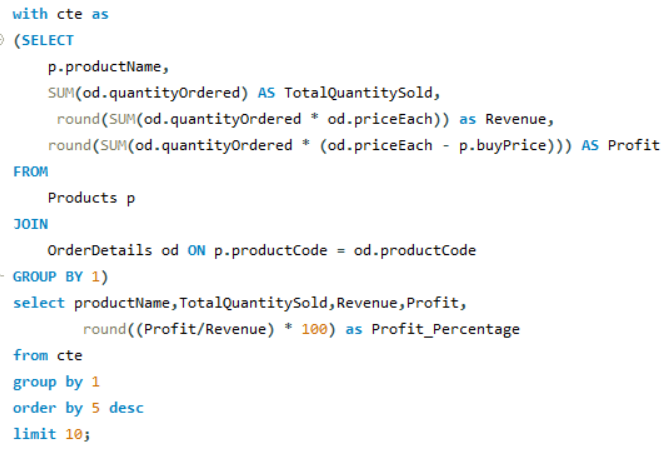 with cte as
(SELECT
p.productName,
SUM(od.quantityOrdered) AS TotalQuantitySold,
round(SUM(od.quantityOrdered * od.priceEach)) as Revenue,
round(SUM(od.quantityOrdered * (od.priceEach - p.buyPrice))) AS Profit
FROM
Products p
JOIN
OrderDetails od ON p.productCode = od.productCode
GROUP BY 1)
select productName,TotalQuantitySold,Revenue,Profit,
round((Profit/Revenue) * 100) as Profit_Percentage
from cte
group by 1
order by 5 desc
limit 10;